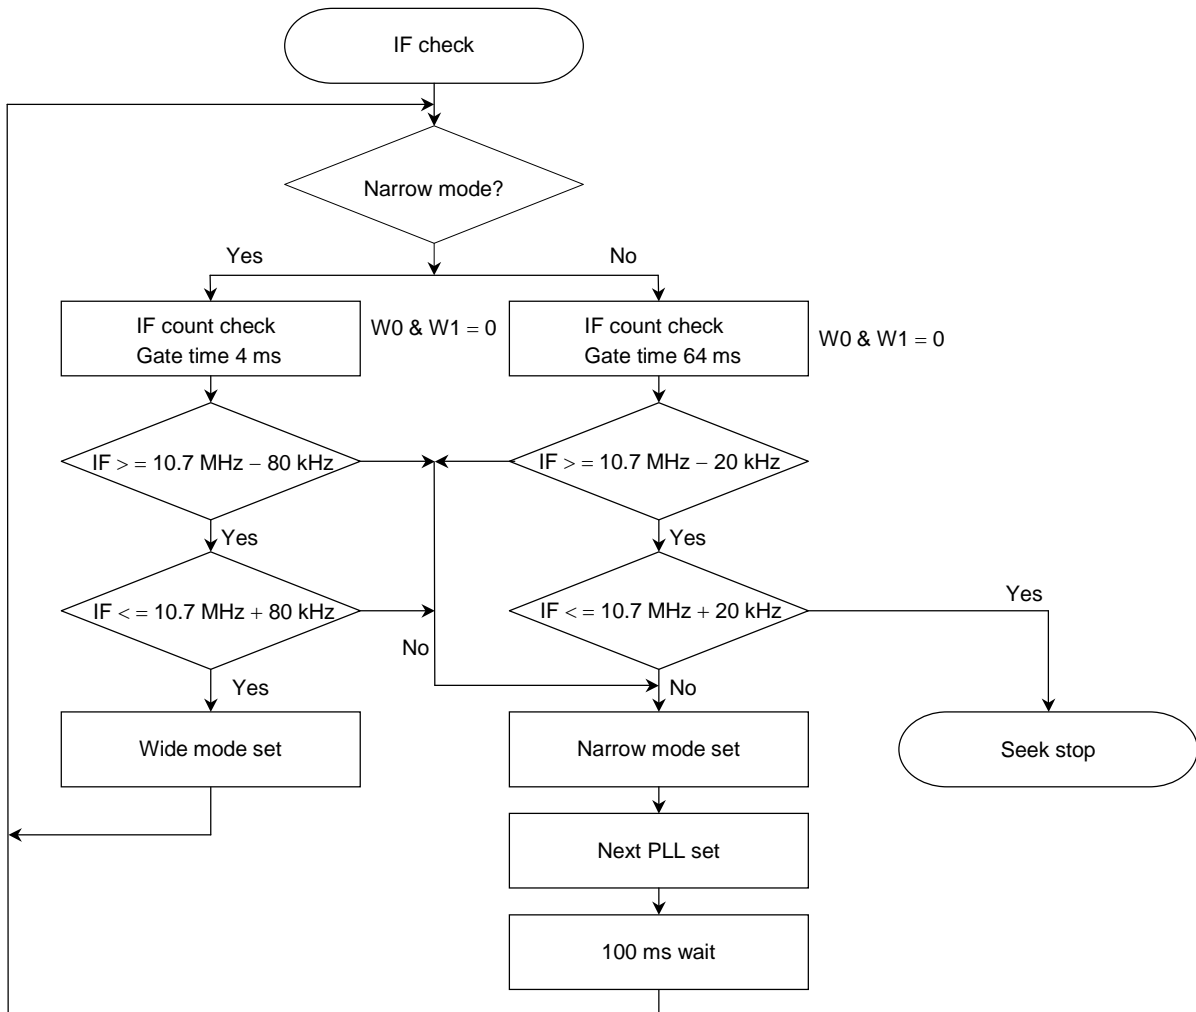 IF check
Narrow mode?
Yes
No
IF count check
Gate time 4 ms
W0 & W1 = 0
IF count check
Gate time 64 ms
W0 & W1 = 0
IF > = 10.7 MHz − 80 kHz
IF > = 10.7 MHz − 20 kHz
Yes
Yes
IF < = 10.7 MHz + 80 kHz
IF < = 10.7 MHz + 20 kHz
Yes
No
Yes
No
Wide mode set
Narrow mode set
Seek stop
Next PLL set
100 ms wait